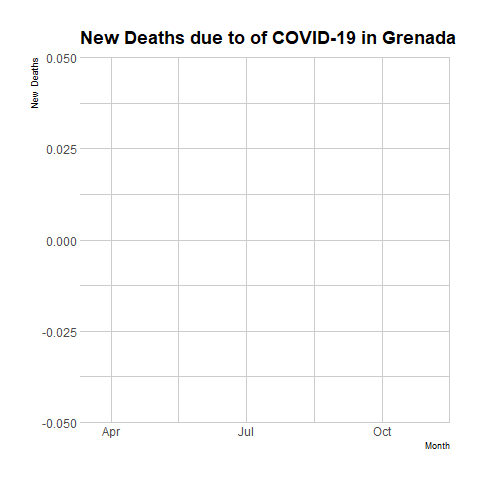 New Deaths due to of COVID-19 in Grenada
New Deaths
0.050
0.025
0.000
-0.025
-0.050
Apr Jul Oct
Month